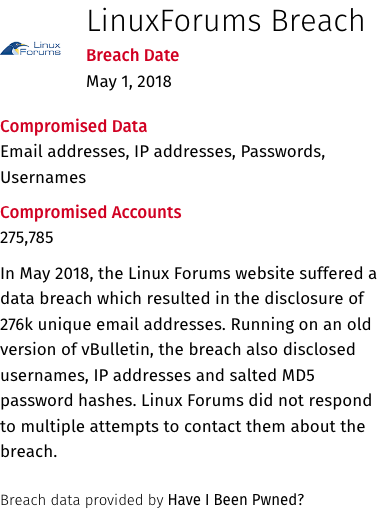 LinuxForums Breach
Linux
Forums
Breach Date
May 1, 2018
Compromised Data
Email addresses, IP addresses, Passwords,
Usernames
Compromised Accounts
275,785
In May 2018, the Linux Forums website suffered a
data breach which resulted in the disclosure of
276k unique email addresses. Running on an old
version of vBulletin, the breach also disclosed
usernames, IP addresses and salted MD5
password hashes. Linux Forums did not respond
to multiple attempts to contact them about the
breach.
Breach data provided by Have I Been Pwned?